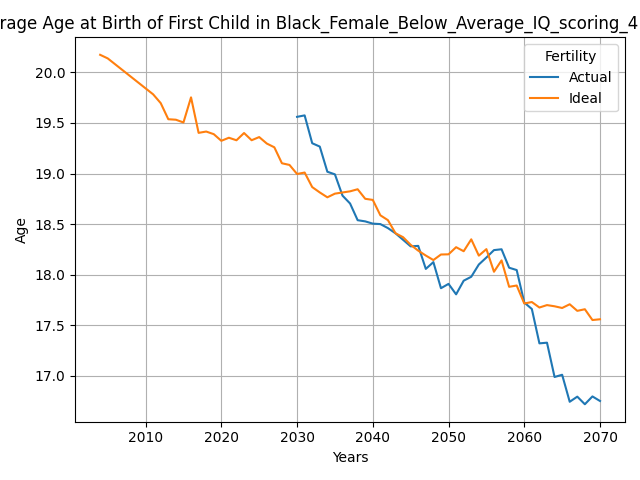 rage Age at Birth of First Child in Black_Female_Below_Average_IQ_scoring_4
Fertility
Actual
Ideal
20.0
19.5
19.0
18.5
18.0
17.5
17.0
Age
2010 2020 2030 2040 2050 2060 2070
Years